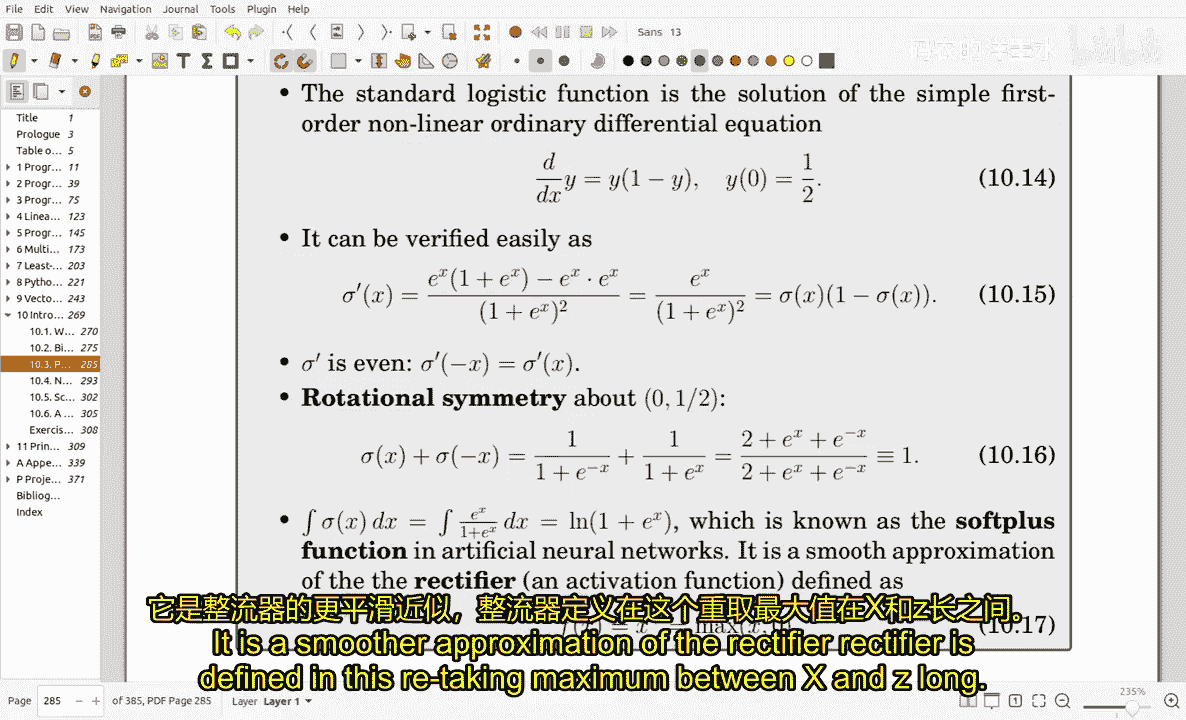 File Edit View Navigation Journal Tools Plugin Help
Sans 13
Title 1
Prologue 3
Table o... 5
1 Progr... 11
2 Progr... 39
3 Progr... 75
4 Linea... 123
5 Progr... 145
6 Multi... 173
7 Least-... 203
8 Pytho... 221
9 Vecto... 243
10 Intro... 269
10.1. W... 270
10.2. Bi... 275
10.3. P... 285
10.4. N... 293
10.5. Sc... 302
10.6. A ... 305
Exercis... 308
11 Prin... 309
A Appe... 339
P Proje... 371
Bibliog...
Index
• The standard logistic function is the solution of the simple first-
order non-linear ordinary differential equation
d/dx y = y(1 − y), y(0) = 1/2. (10.14)
• It can be verified easily as
σ′(x) = (e^x(1 + e^x) − e^x · e^x)/(1 + e^x)^2 = e^x/(1 + e^x)^2 = σ(x)(1 − σ(x)). (10.15)
• σ′ is even: σ′(−x) = σ′(x).
• Rotational symmetry about (0, 1/2):
σ(x) + σ(−x) = 1/(1 + e^−x) + 1/(1 + e^x) = (2 + e^x + e^−x)/(2 + e^x + e^−x) ≡ 1. (10.16)
• ∫ σ(x) dx = ∫ e^x/(1+e^x) dx = ln(1 + e^x), which is known as the softplus
function in artificial neural networks. It is a smooth approximation
of the the rectifier (an activation function) defined as
(10.17)
它是整流器的更平滑近似，整流器定义在这个重取最大值在X和z长之间。
It is a smoother approximation of the rectifier rectifier is
defined in this re-taking maximum between X and z long.
Page 285 of 385, PDF Page 285 Layer Layer 1
235%